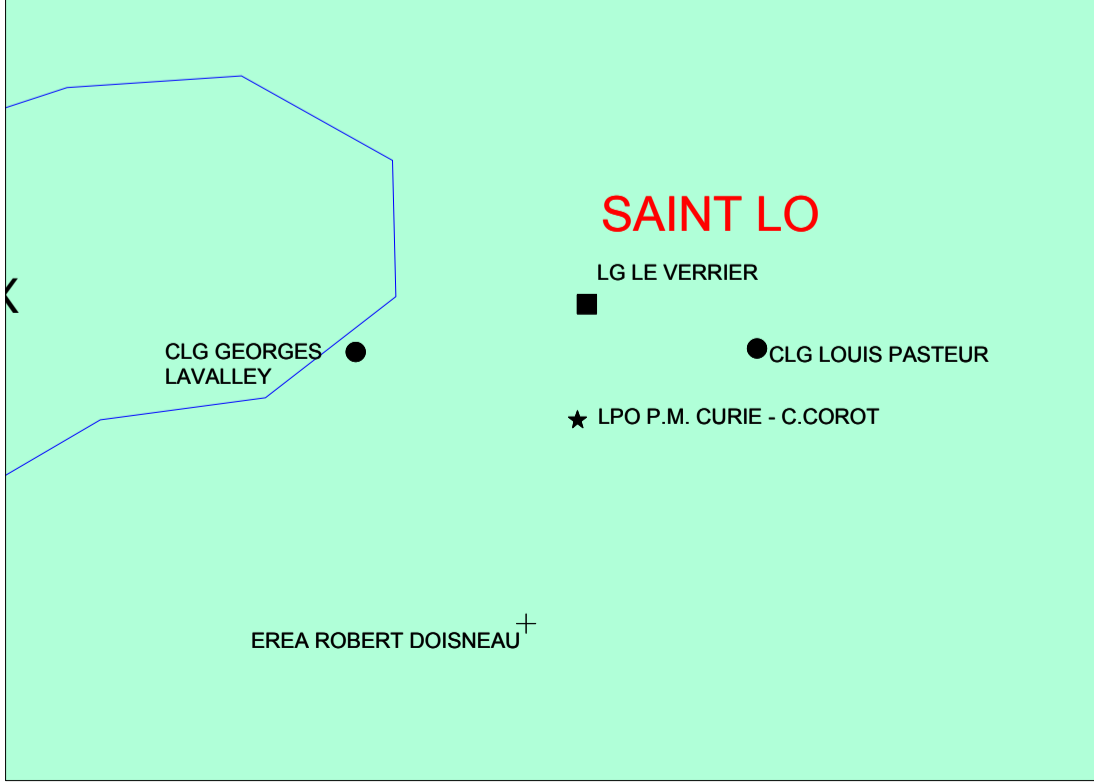 SAINT LO
LG LE VERRIER
X
CLG GEORGES
LAVALLEY
CLG LOUIS PASTEUR
LPO P.M. CURIE - C.COROT
EREA ROBERT DOISNEAU